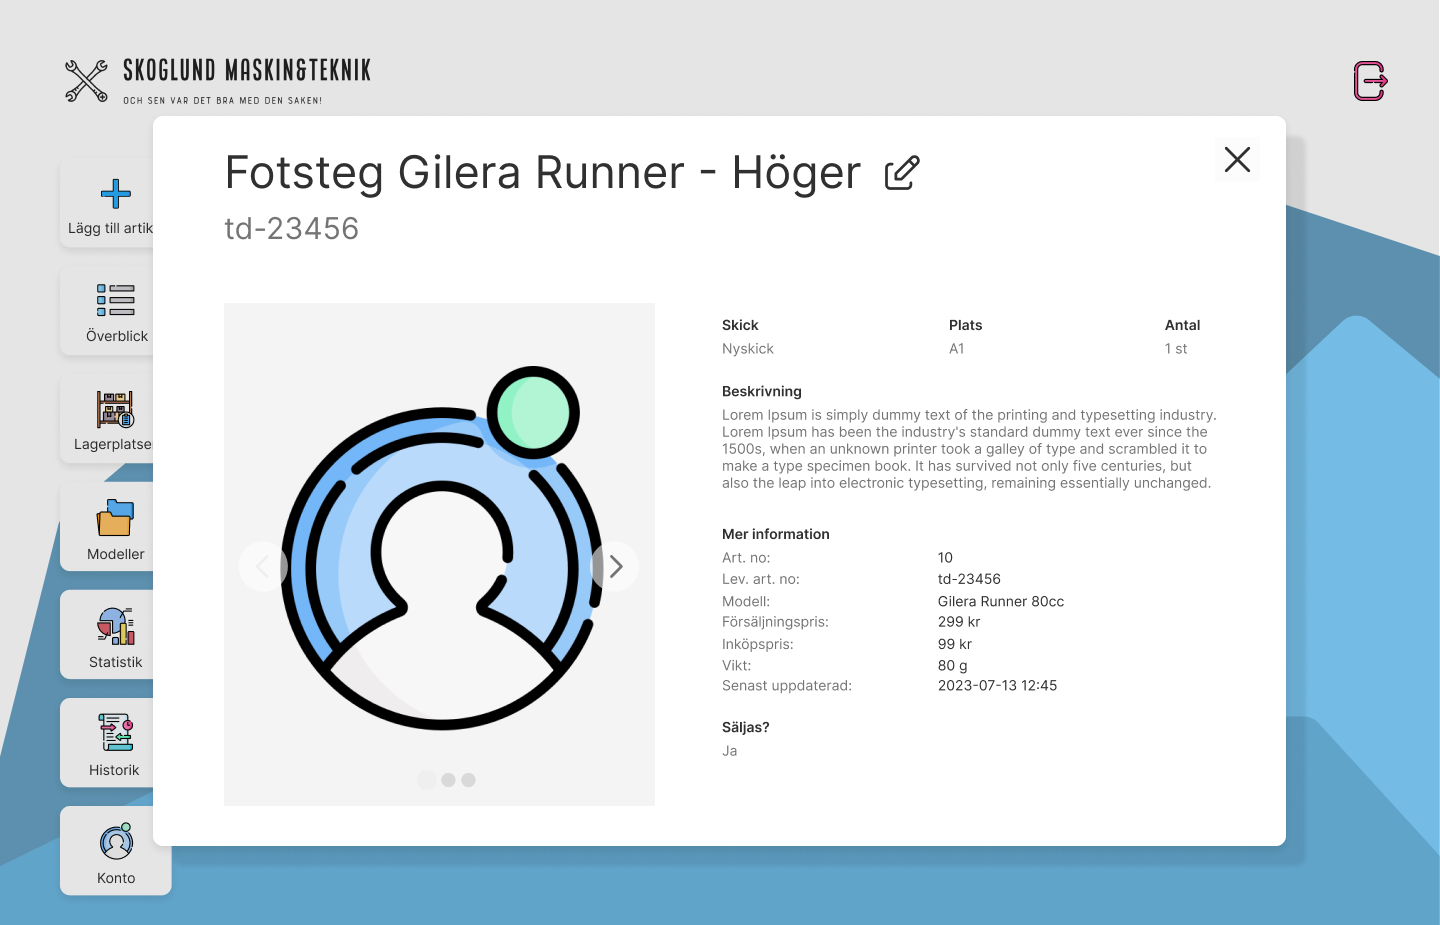 SKOGLUND MASKIN&TEKNIK
OCH SEN VAR DET BRA MED DEN SAKEN!
Fotsteg Gilera Runner - Höger
td-23456
Lägg till artik
Överblick
Lagerplatse
Modeller
Statistik
Historik
Konto
Skick Plats Antal
Nyskick A1 1 st
Beskrivning
Lorem Ipsum is simply dummy text of the printing and typesetting industry.
Lorem Ipsum has been the industry's standard dummy text ever since the
1500s, when an unknown printer took a galley of type and scrambled it to
make a type specimen book. It has survived not only five centuries, but
also the leap into electronic typesetting, remaining essentially unchanged.
Mer information
Art. no: 10
Lev. art. no: td-23456
Modell: Gilera Runner 80cc
Försäljningspris: 299 kr
Inköpspris: 99 kr
Vikt: 80 g
Senast uppdaterad: 2023-07-13 12:45
Säljas?
Ja